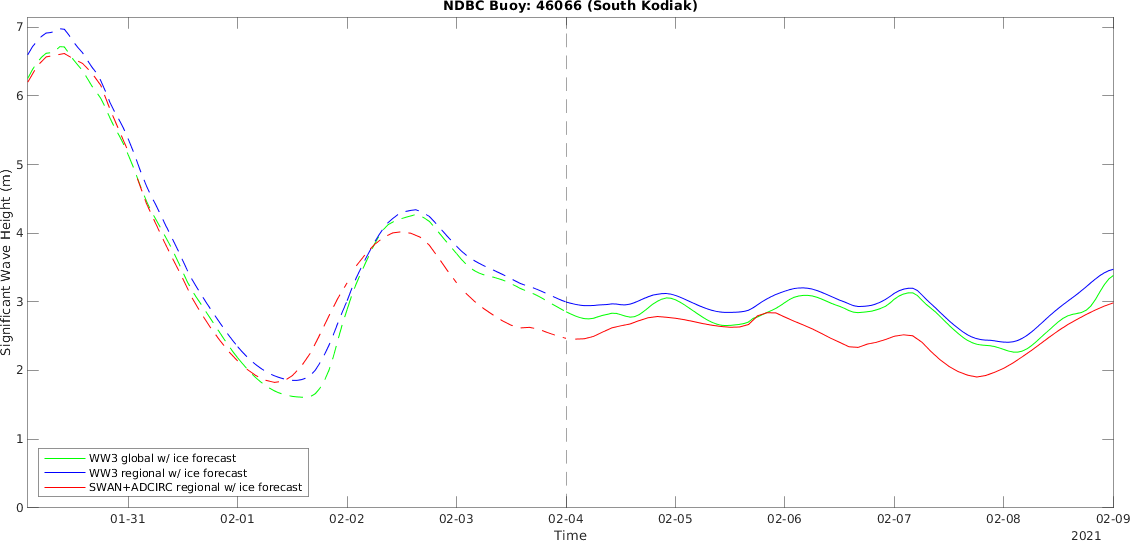 NDBC Buoy: 46066 (South Kodiak)
Significant Wave Height (m)
7
6
5
4
3
2
1
0
WW3 global w/ ice forecast
WW3 regional w/ ice forecast
SWAN+ADCIRC regional w/ ice forecast
01-31 02-01 02-02 02-03 02-04 02-05 02-06 02-07 02-08 02-09
Time
2021